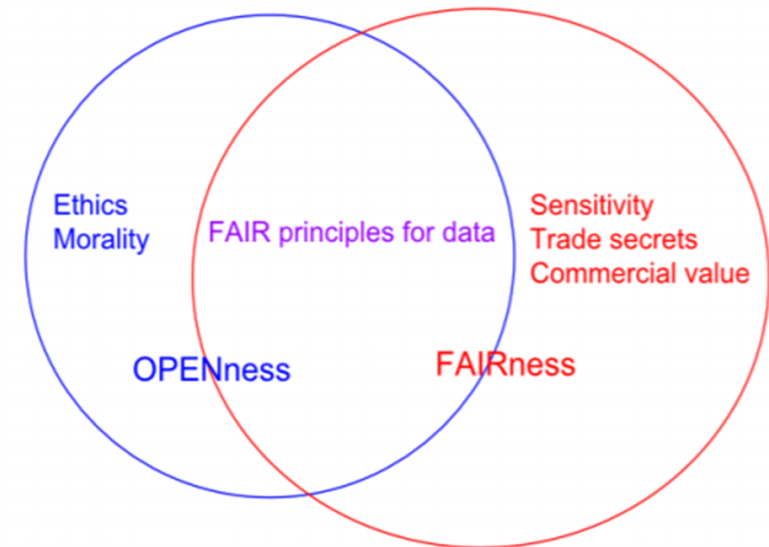 Ethics
Morality
FAIR principles for data
Sensitivity
Trade secrets
Commercial value
OPENness
FAIRness